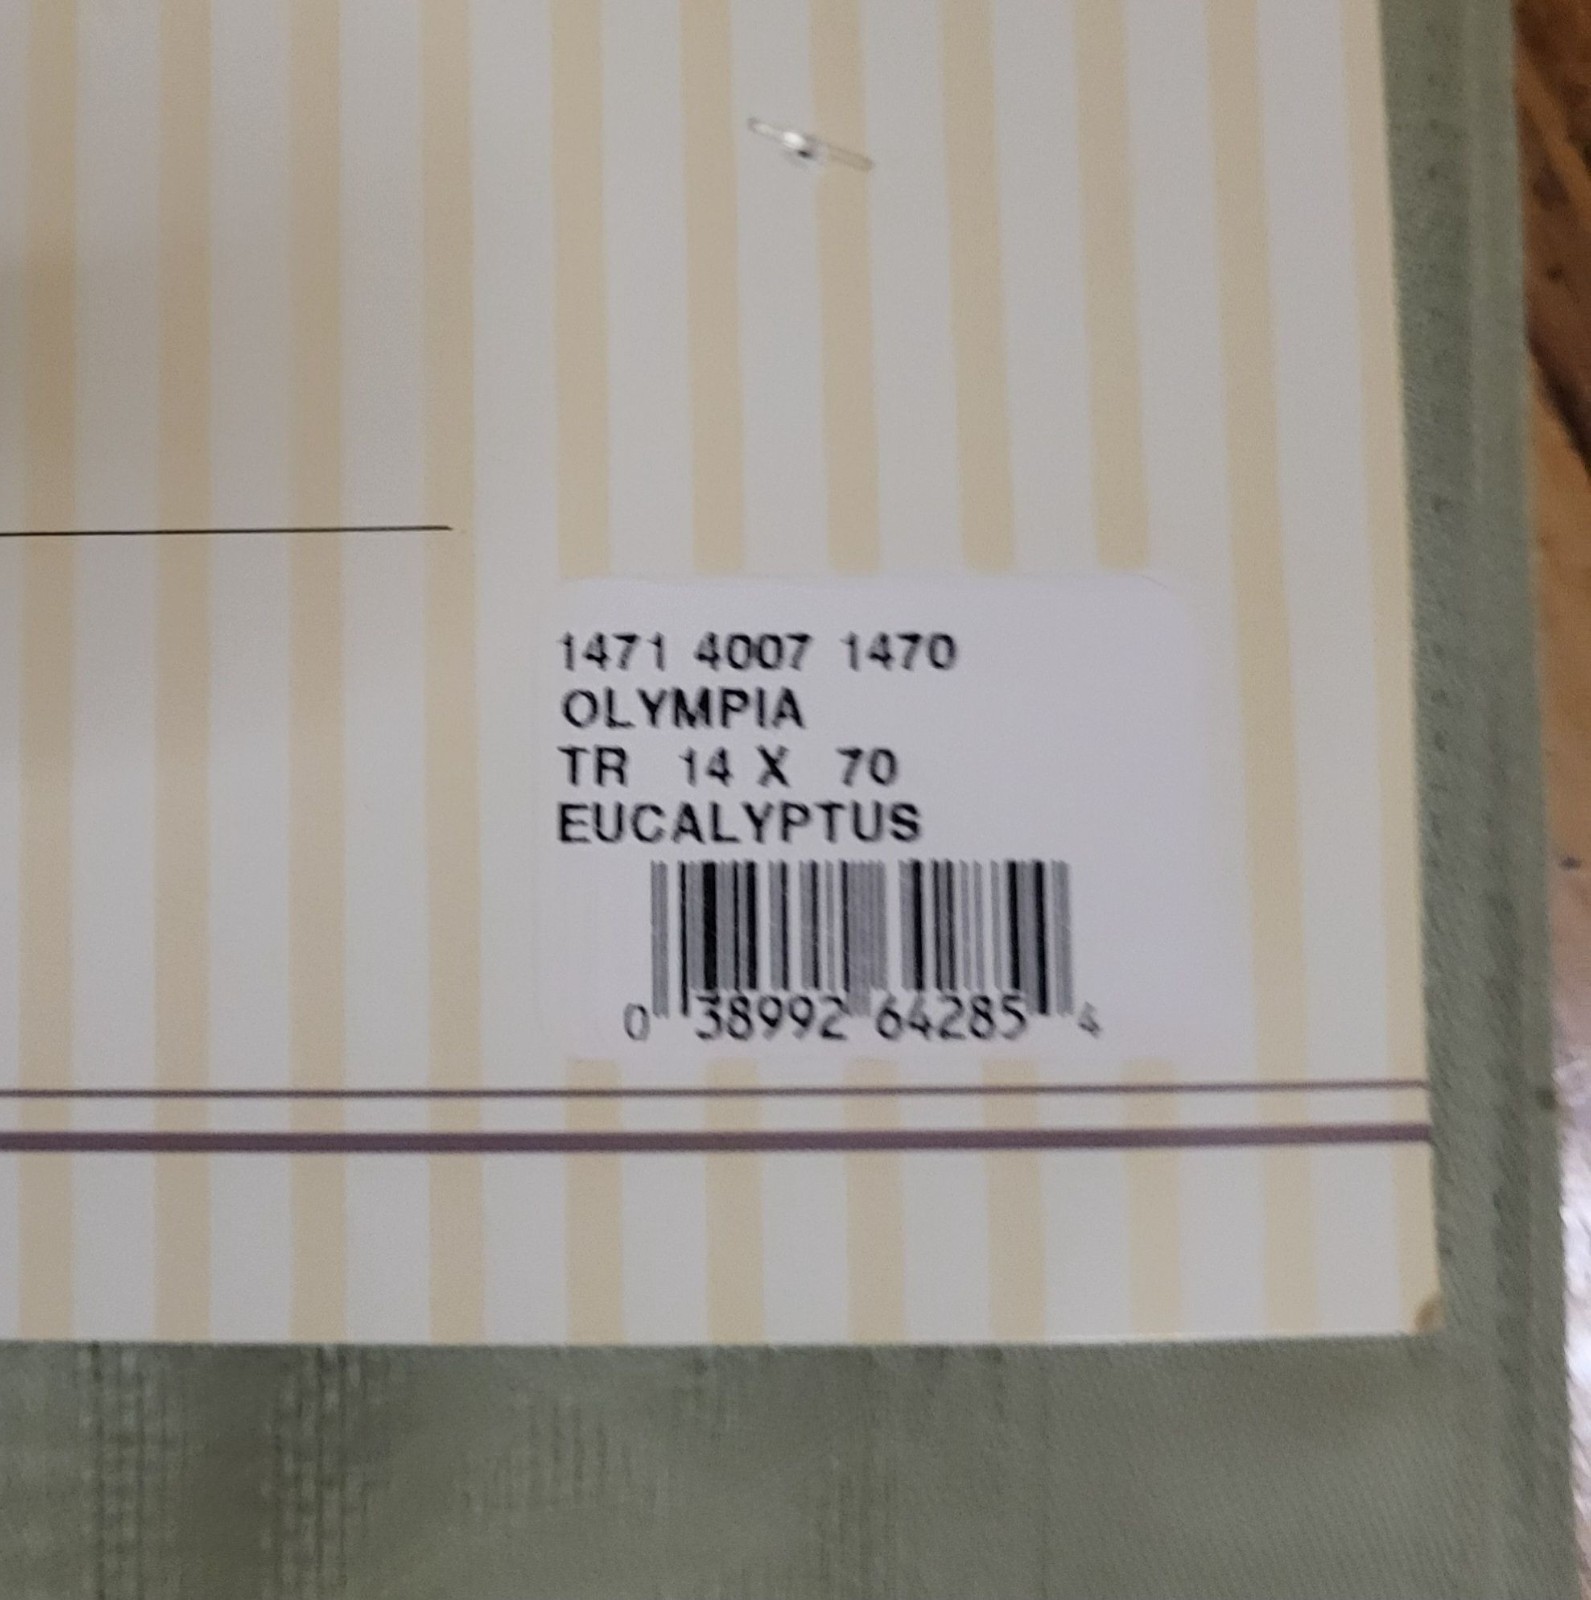 1471 4007 1470
OLYMPIA
TR 14 X 70
EUCALYPTUS
0 38992 64285 4